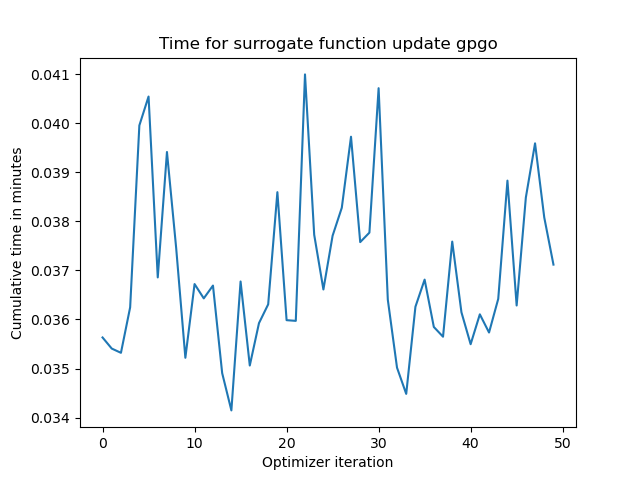 Time for surrogate function update gpgo
Cumulative time in minutes
0.041
0.040
0.039
0.038
0.037
0.036
0.035
0.034
0 10 20 30 40 50
Optimizer iteration